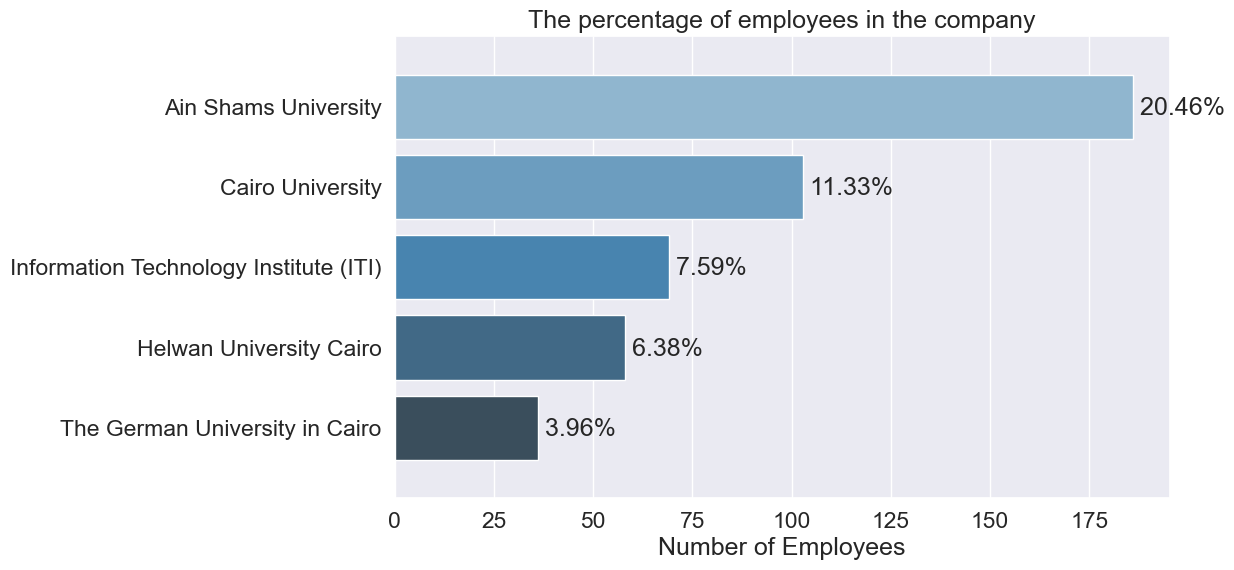 The percentage of employees in the company
Ain Shams University
20.46%
Cairo University
11.33%
Information Technology Institute (ITI)
7.59%
Helwan University Cairo
6.38%
The German University in Cairo
3.96%
0 25 50 75 100 125 150 175
Number of Employees